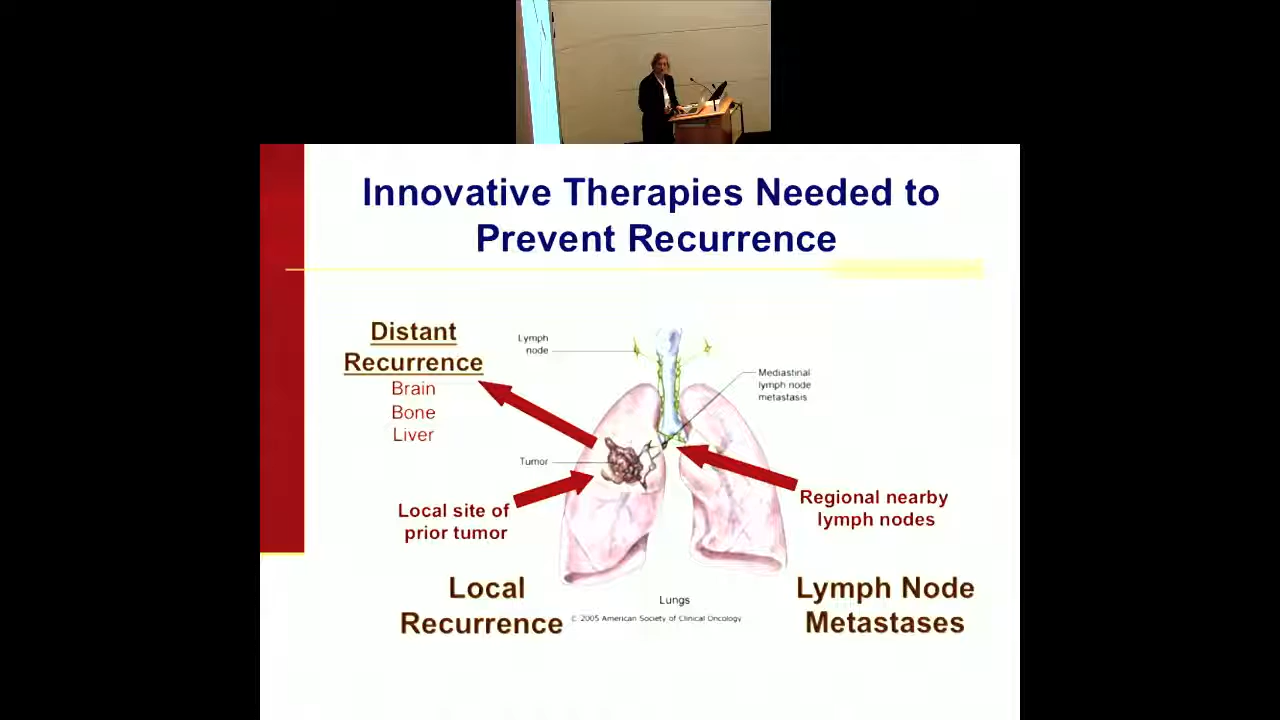 Innovative Therapies Needed to
Prevent Recurrence
Distant
Recurrence
Brain
Bone
Liver
Lymph
node
Mediastinal
lymph node
metastasis
Tumor
Local site of
prior tumor
Regional nearby
lymph nodes
Local
Recurrence
Lungs
© 2005 American Society of Clinical Oncology
Lymph Node
Metastases